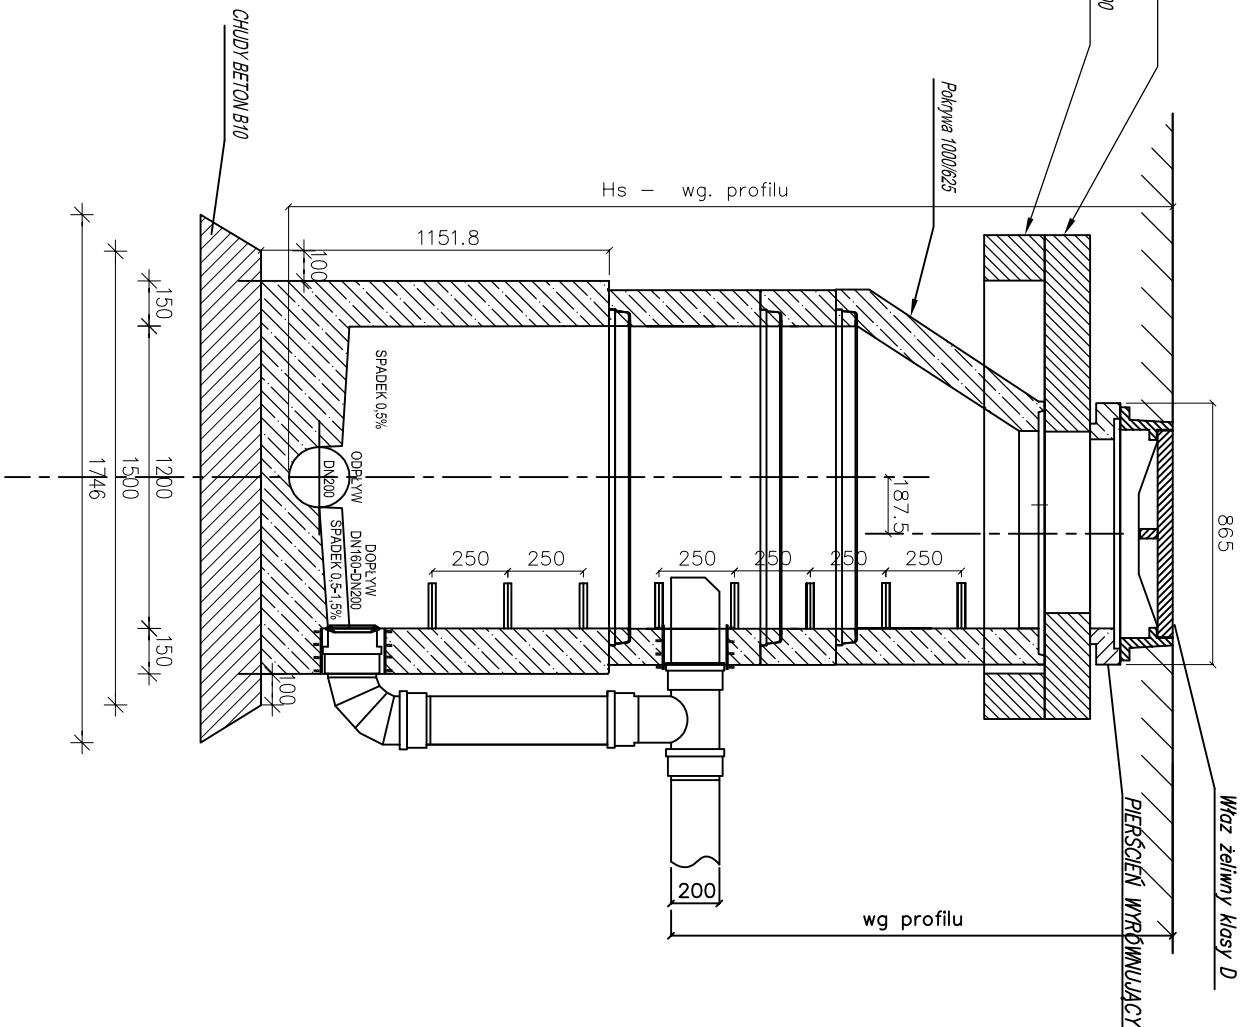 00
CHUDY BETON B10
Pokrywa 1000/625
Hs – wg. profilu
1151.8
100
150
SPADEK 0,5%
1200
1500
1746
ODPŁYW
DN200
187.5
865
DOPŁYW
DN160-DN200
SPADEK 0,5-1,5%
250
250
250
250
250
250
150
100
200
wg profilu
Właz żeliwny klasy D
PIERŚCIEŃ WYRÓWNUJĄCY